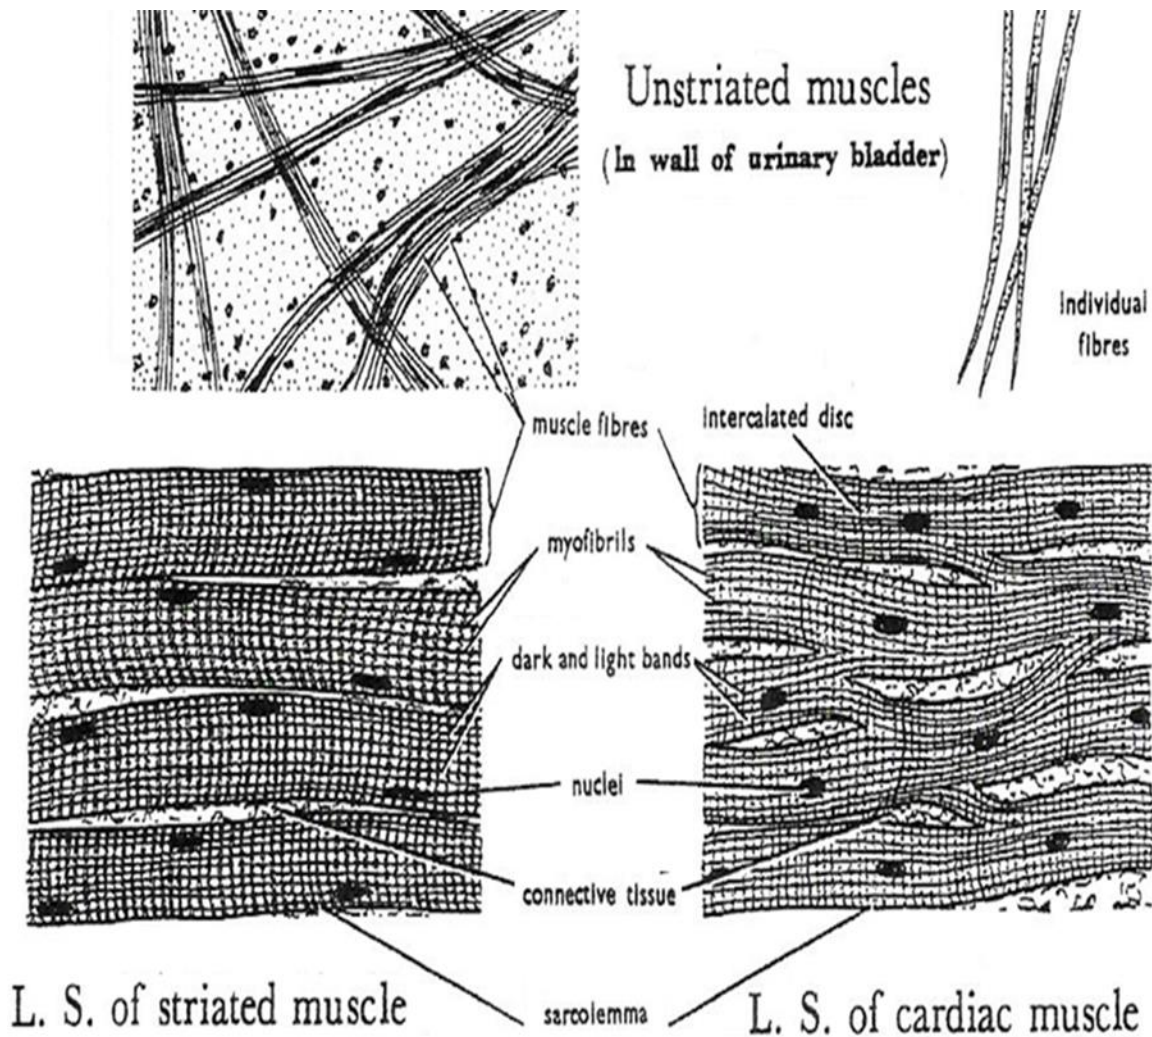 Unstriated muscles
(In wall of urinary bladder)
Individual
fibres
muscle fibres
intercalated disc
myofibrils
dark and light bands
nuclei
connective tissue
sarcolemma
L. S. of striated muscle
L. S. of cardiac muscle